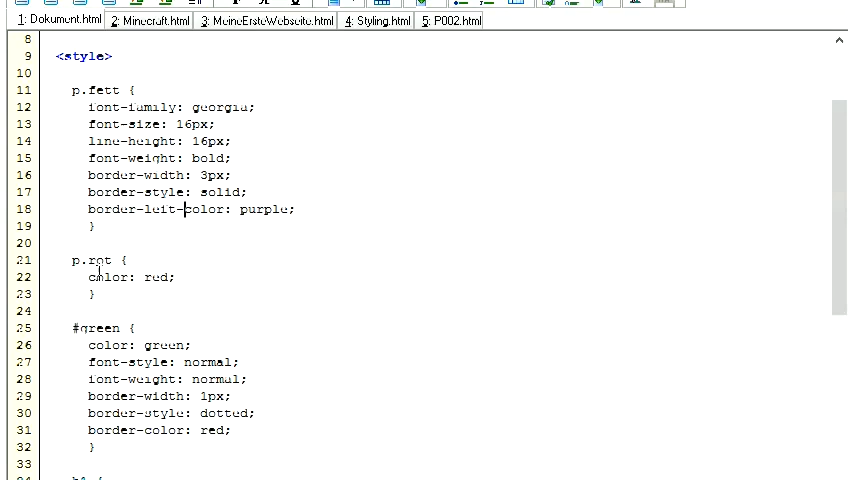 1: Dokument.html 2: Minecraft.html 3: MeineErsteWebseite.html 4: Styling.html 5: P002.html
8
9 <style>
10
11 p.fett {
12 font-family: georgia;
13 font-size: 16px;
14 line-height: 16px;
15 font-weight: bold;
16 border-width: 3px;
17 border-style: solid;
18 border-left-color: purple;
19 }
20
21 p.rot {
22 color: red;
23 }
24
25 #green {
26 color: green;
27 font-style: normal;
28 font-weight: normal;
29 border-width: 1px;
30 border-style: dotted;
31 border-color: red;
32 }
33